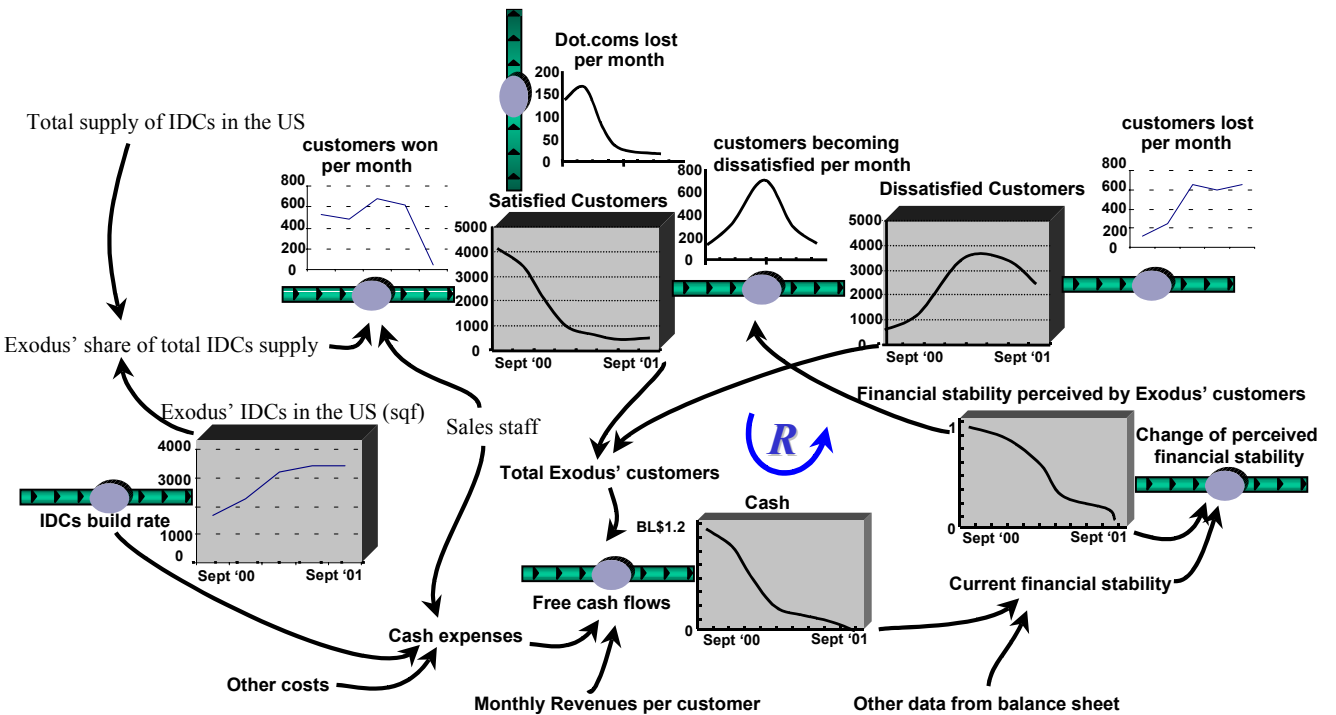 Dot.coms lost
per month
200
150
100
50
0
Total supply of IDCs in the US
customers won
per month
800
600
400
200
0
customers becoming
dissatisfied per month
800
600
400
200
0
customers lost
per month
800
600
400
200
0
Satisfied Customers
5000
4000
3000
2000
1000
0
Sept ‘00
Sept ‘01
Dissatisfied Customers
5000
4000
3000
2000
1000
0
Sept ‘00
Sept ‘01
Exodus’ share of total IDCs supply
Exodus’ IDCs in the US (sqf)
4000
3000
2000
1000
0
Sept ‘00
Sept ‘01
IDCs build rate
Sales staff
R
Total Exodus’ customers
Financial stability perceived by Exodus’ customers
1
0
Sept ‘00
Sept ‘01
Change of perceived
financial stability
Cash
BL$1.2
0
Sept ‘00
Sept ‘01
Free cash flows
Current financial stability
Cash expenses
Other costs
Monthly Revenues per customer
Other data from balance sheet